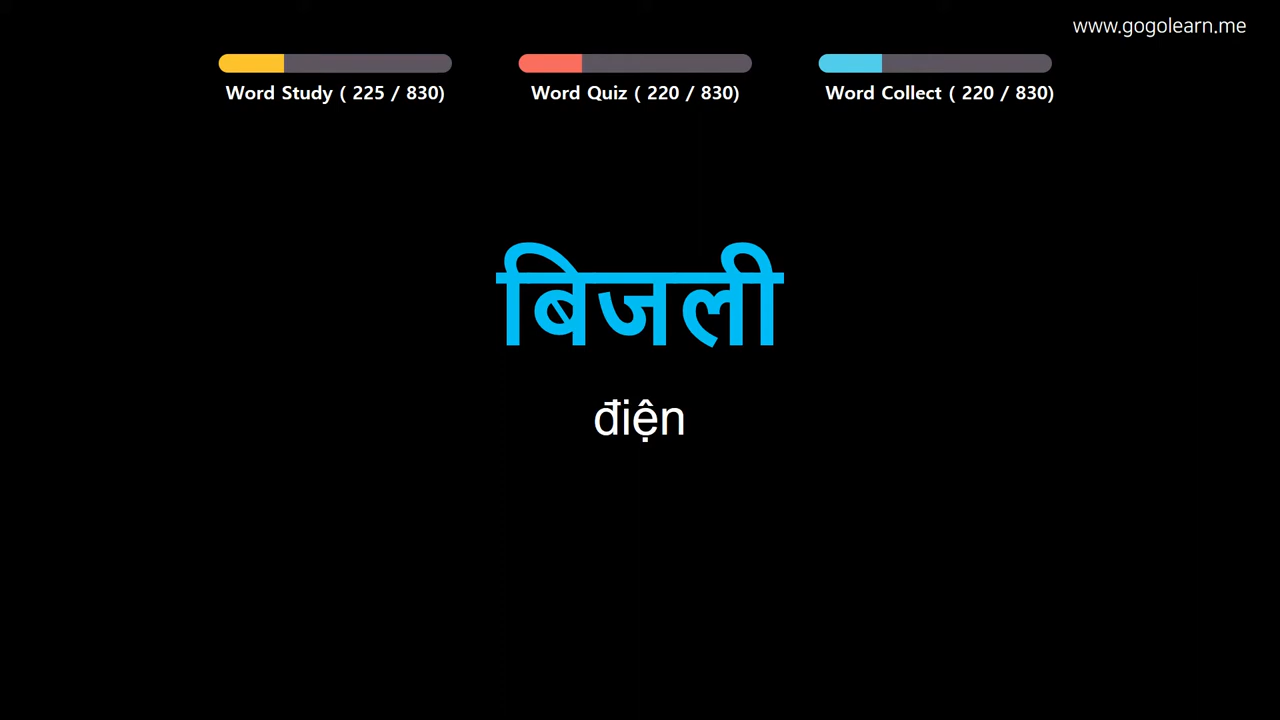 www.gogolearn.me
Word Study ( 225 / 830)
Word Quiz ( 220 / 830)
Word Collect ( 220 / 830)
बिजली
điện